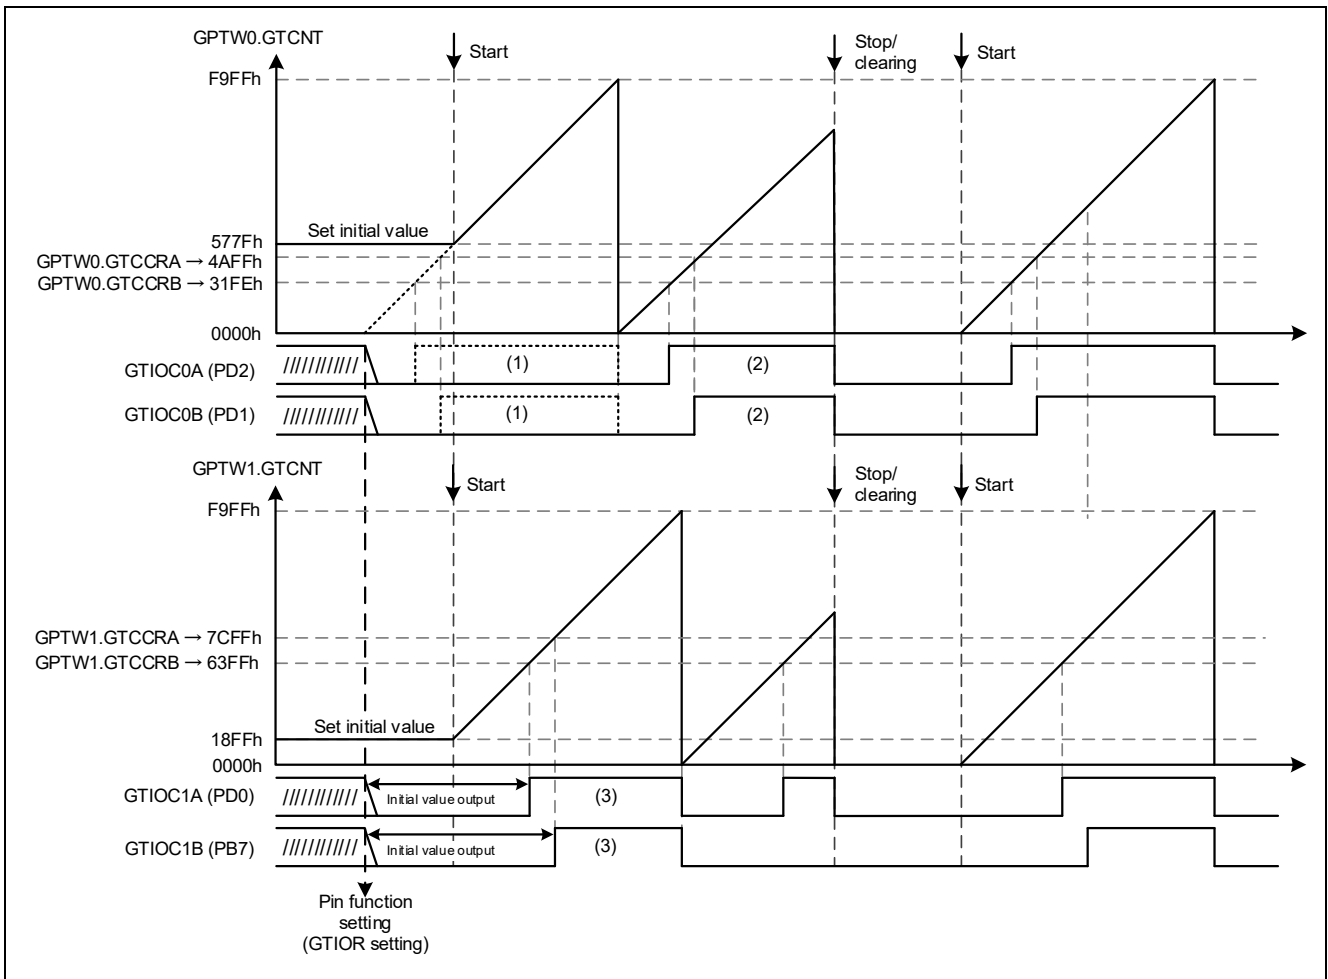 GPTW0.GTCNT
Start
Stop/
clearing
Start
F9FFh
Set initial value
577Fh
GPTW0.GTCCRA → 4AFFh
GPTW0.GTCCRB → 31FEh
0000h
GTIOC0A (PD2)
(1)
(2)
GTIOC0B (PD1)
(1)
(2)
GPTW1.GTCNT
Start
Stop/
clearing
Start
F9FFh
GPTW1.GTCCRA → 7CFFh
GPTW1.GTCCRB → 63FFh
Set initial value
18FFh
0000h
GTIOC1A (PD0)
Initial value output
(3)
GTIOC1B (PB7)
Initial value output
(3)
Pin function
setting
(GTIOR setting)